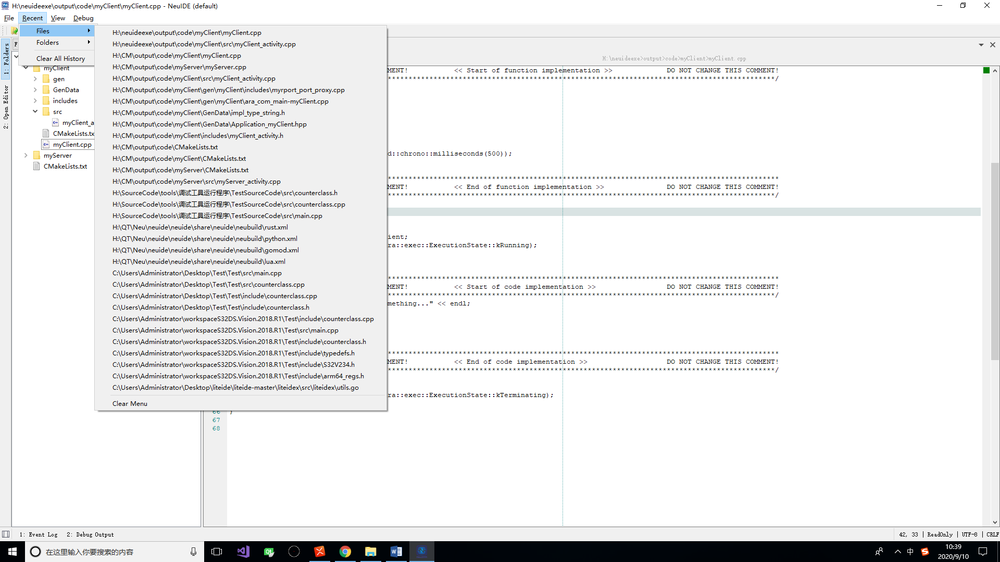 H:\neuideexe\output\code\myClient\myClient.cpp - NeuIDE (default)
File Recent View Debug
Files
Folders
Clear All History
H:\neuideexe\output\code\myClient\myClient.cpp
H:\neuideexe\output\code\myClient\src\myClient_activity.cpp
H:\CM\output\code\myClient\myClient.cpp
H:\CM\output\code\myServer\myServer.cpp
H:\CM\output\code\myClient\src\myClient_activity.cpp
H:\CM\output\code\myClient\gen\myClient\includes\myrport_port_proxy.cpp
H:\CM\output\code\myClient\gen\myClient\ara_com_main-myClient.cpp
H:\CM\output\code\myClient\GenData\impl_type_string.h
H:\CM\output\code\myClient\GenData\Application_myClient.hpp
H:\CM\output\code\myClient\includes\myClient_activity.h
H:\CM\output\code\CMakeLists.txt
H:\CM\output\code\myClient\CMakeLists.txt
H:\CM\output\code\myServer\CMakeLists.txt
H:\CM\output\code\myServer\src\myServer_activity.cpp
H:\SourceCode\tools\调试工具运行程序\TestSourceCode\src\counterclass.h
H:\SourceCode\tools\调试工具运行程序\TestSourceCode\src\counterclass.cpp
H:\SourceCode\tools\调试工具运行程序\TestSourceCode\src\main.cpp
H:\QT\Neu\neuide\neuide\share\neuide\neubuild\rust.xml
H:\QT\Neu\neuide\neuide\share\neuide\neubuild\python.xml
H:\QT\Neu\neuide\neuide\share\neuide\neubuild\gomod.xml
H:\QT\Neu\neuide\neuide\share\neuide\neubuild\lua.xml
C:\Users\Administrator\Desktop\Test\Test\src\main.cpp
C:\Users\Administrator\Desktop\Test\Test\src\counterclass.cpp
C:\Users\Administrator\Desktop\Test\Test\include\counterclass.cpp
C:\Users\Administrator\Desktop\Test\Test\include\counterclass.h
C:\Users\Administrator\workspaceS32DS.Vision.2018.R1\Test\include\counterclass.cpp
C:\Users\Administrator\workspaceS32DS.Vision.2018.R1\Test\src\main.cpp
C:\Users\Administrator\workspaceS32DS.Vision.2018.R1\Test\include\counterclass.h
C:\Users\Administrator\workspaceS32DS.Vision.2018.R1\Test\include\typedefs.h
C:\Users\Administrator\workspaceS32DS.Vision.2018.R1\Test\include\S32V234.h
C:\Users\Administrator\workspaceS32DS.Vision.2018.R1\Test\include\arm64_regs.h
C:\Users\Administrator\Desktop\liteide\liteide-master\liteidex\src\liteidex\utils.go
Clear Menu
1: Folders
2: Open Editor
myClient
gen
GenData
includes
src
myClient_a
CMakeLists.tx
myClient.cpp
myServer
CMakeLists.txt
H:\neuideexe>output>code>myClient>myClient.cpp
MENT! << Start of function implementation >> DO NOT CHANGE THIS COMMENT!
d::chrono::milliseconds(500));
MENT! << End of function implementation >> DO NOT CHANGE THIS COMMENT!
ient;
ra::exec::ExecutionState::kRunning);
MENT! << Start of code implementation >> DO NOT CHANGE THIS COMMENT!
mething..." << endl;
MENT! << End of code implementation >> DO NOT CHANGE THIS COMMENT!
ra::exec::ExecutionState::kTerminating);
66 }
67
68
1: Event Log 2: Debug Output
42, 33 | ReadOnly | UTF-8 | CRLF
在这里输入你要搜索的内容
中
10:39
2020/9/10